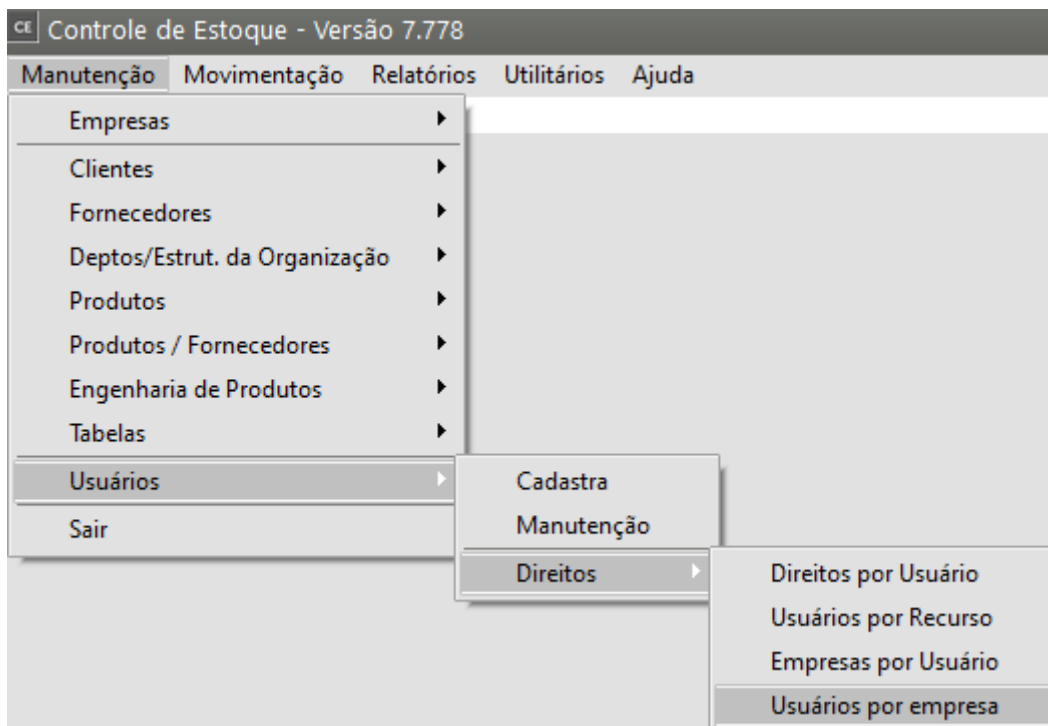 CE Controle de Estoque - Versão 7.778
Manutenção Movimentação Relatórios Utilitários Ajuda
Empresas
Clientes
Fornecedores
Deptos/Estrut. da Organização
Produtos
Produtos / Fornecedores
Engenharia de Produtos
Tabelas
Usuários
Sair
Cadastra
Manutenção
Direitos
Direitos por Usuário
Usuários por Recurso
Empresas por Usuário
Usuários por empresa